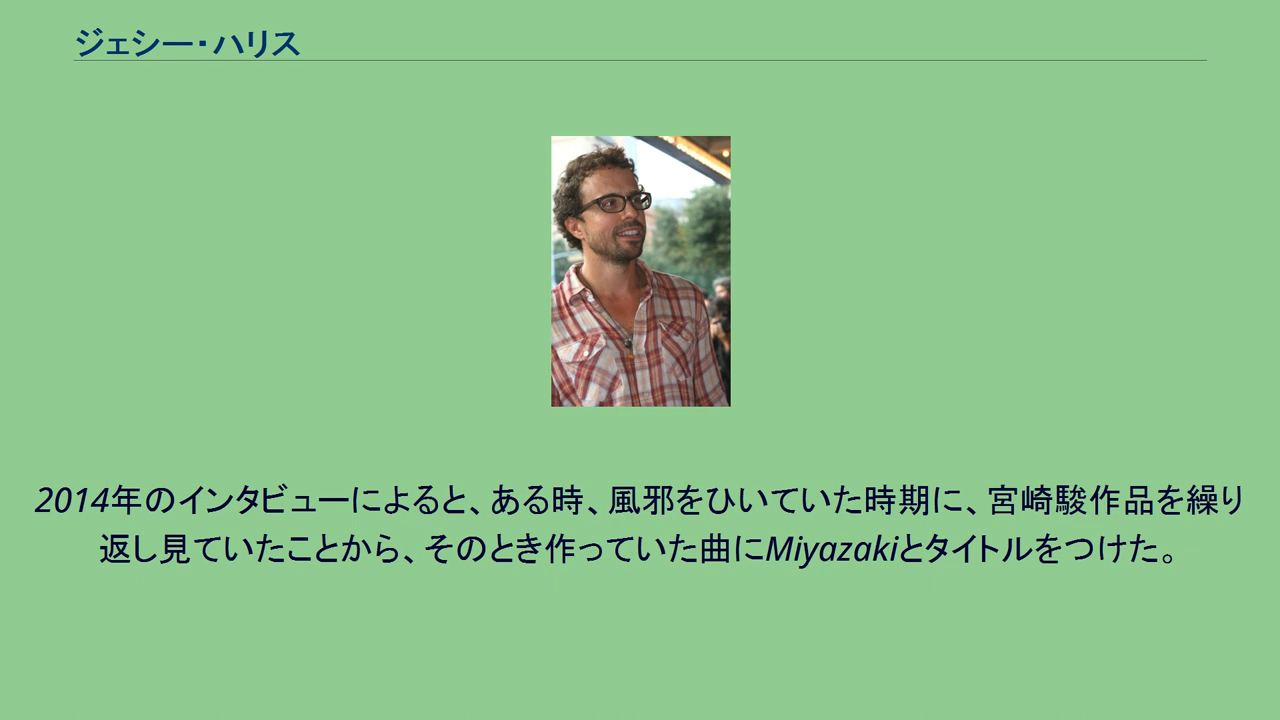 ジェシー・ハリス
2014年のインタビューによると、ある時、風邪をひいていた時期に、宮崎駿作品を繰り
返し見ていたことから、そのとき作っていた曲にMiyazakiとタイトルをつけた。